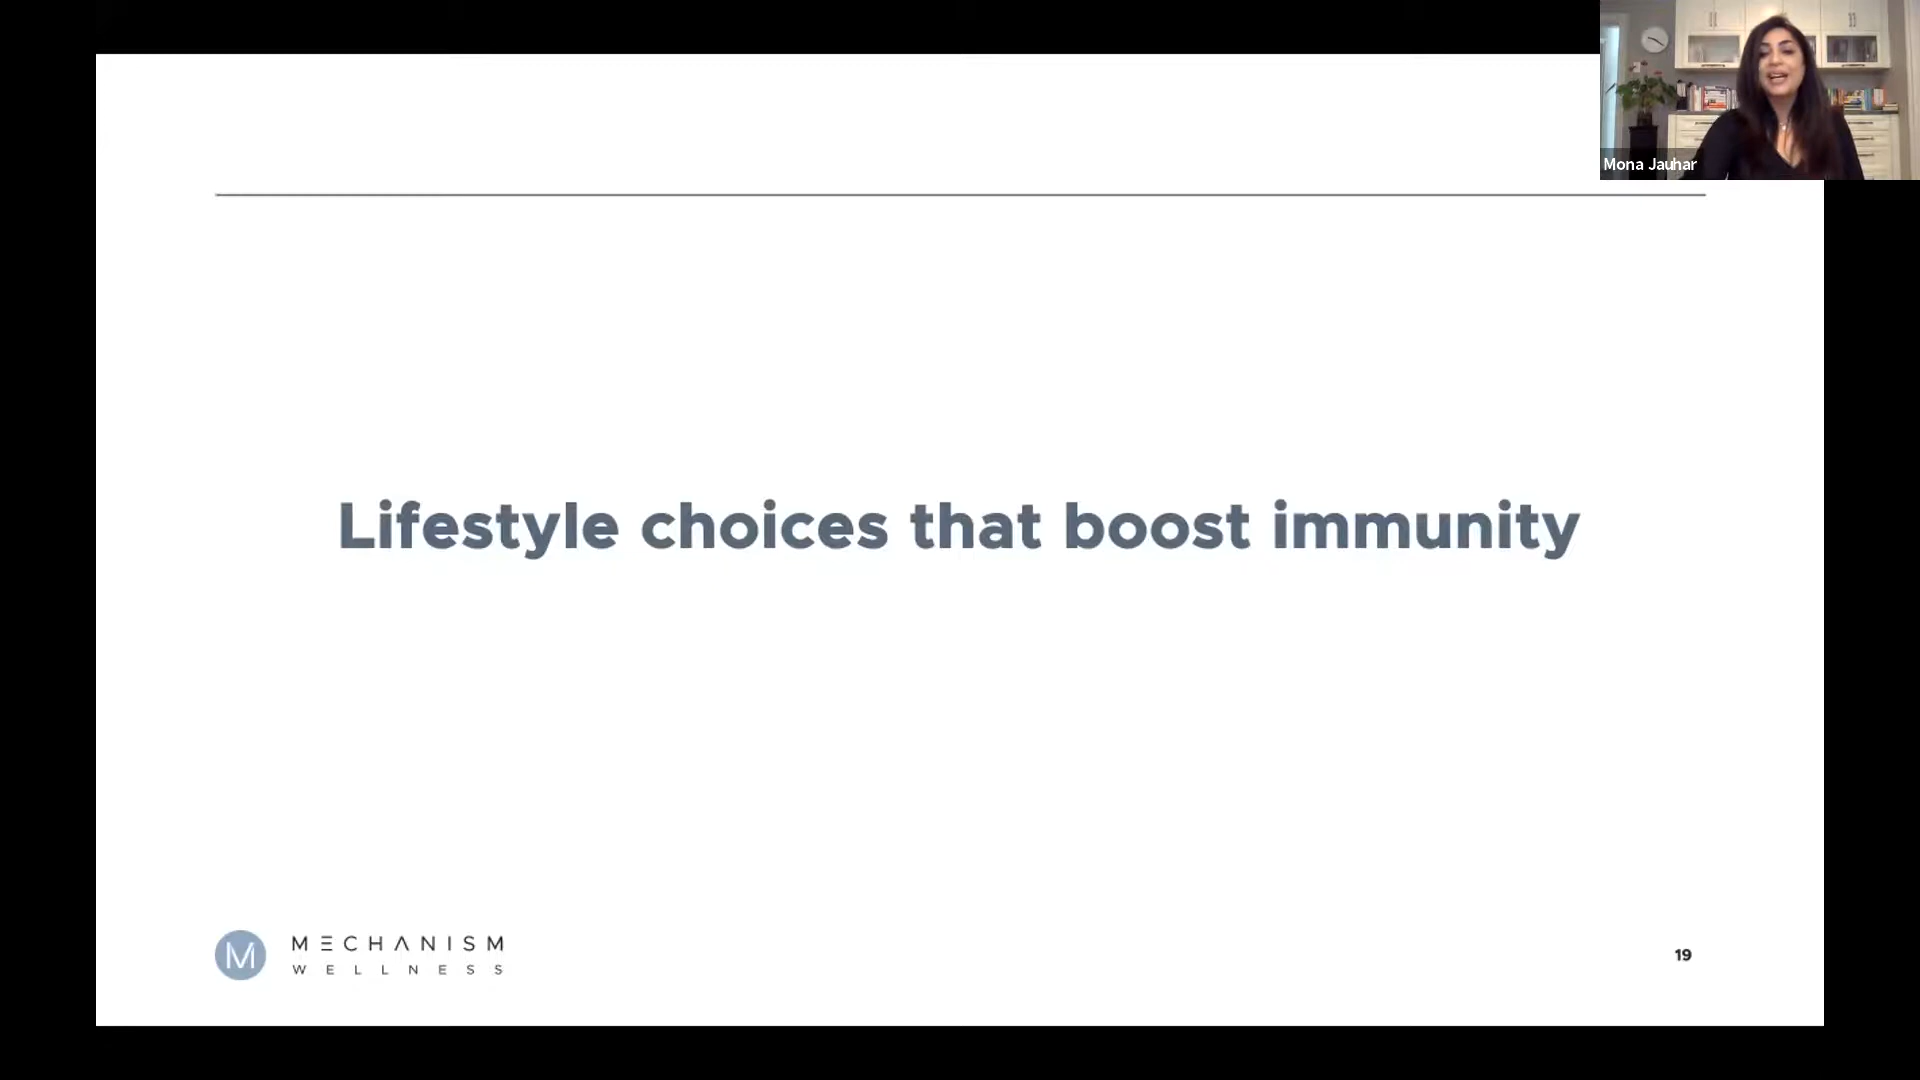 Mona Jauhar
Lifestyle choices that boost immunity
M
MECHANISM
WELLNESS
19